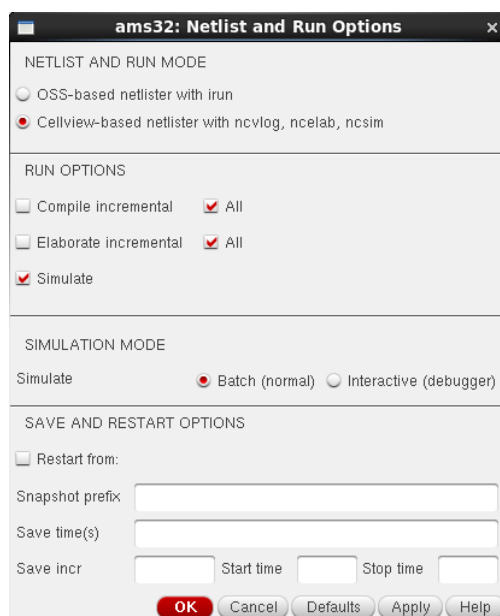 ams32: Netlist and Run Options
NETLIST AND RUN MODE
OSS-based netlister with irun
Cellview-based netlister with ncvlog, ncelab, ncsim
RUN OPTIONS
Compile incremental All
Elaborate incremental All
Simulate
SIMULATION MODE
Simulate Batch (normal) Interactive (debugger)
SAVE AND RESTART OPTIONS
Restart from:
Snapshot prefix
Save time(s)
Save incr Start time Stop time
OK Cancel Defaults Apply Help